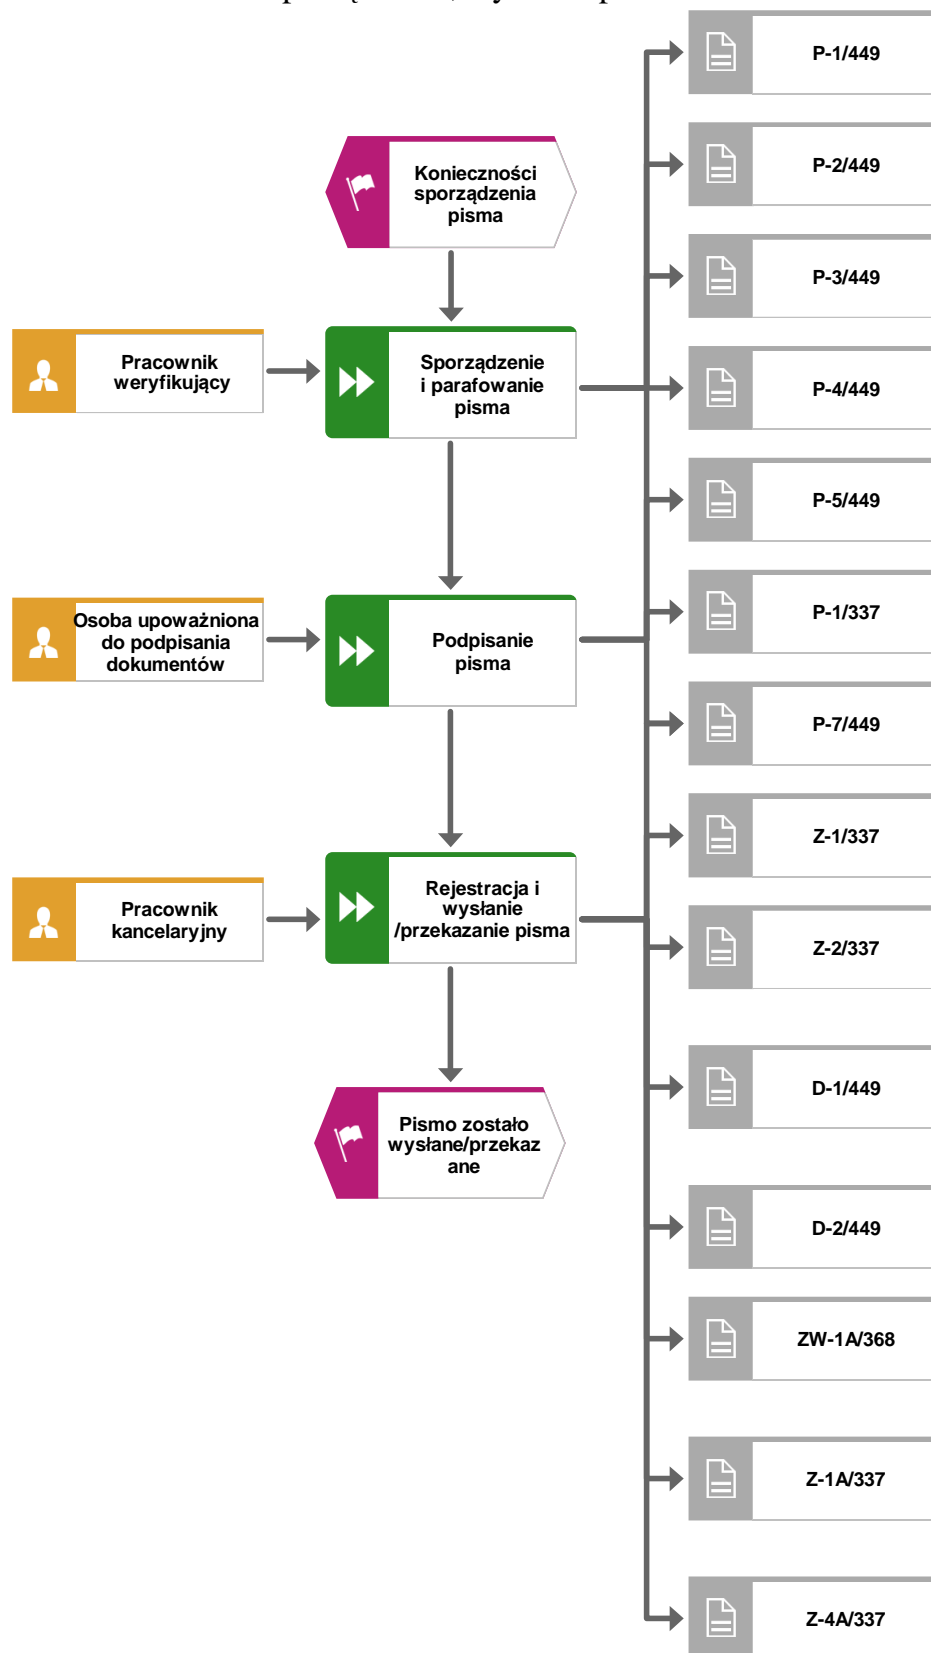 P-1/449
P-2/449
Konieczności
sporządzenia
pisma
P-3/449
Pracownik
weryfikujący
Sporządzenie
i parafowanie
pisma
P-4/449
P-5/449
Osoba upoważniona
do podpisania
dokumentów
Podpisanie
pisma
P-1/337
P-7/449
Z-1/337
Pracownik
kancelaryjny
Rejestracja i
wysłanie
/przekazanie pisma
Z-2/337
D-1/449
Pismo zostało
wysłane/przekaz
ane
D-2/449
ZW-1A/368
Z-1A/337
Z-4A/337